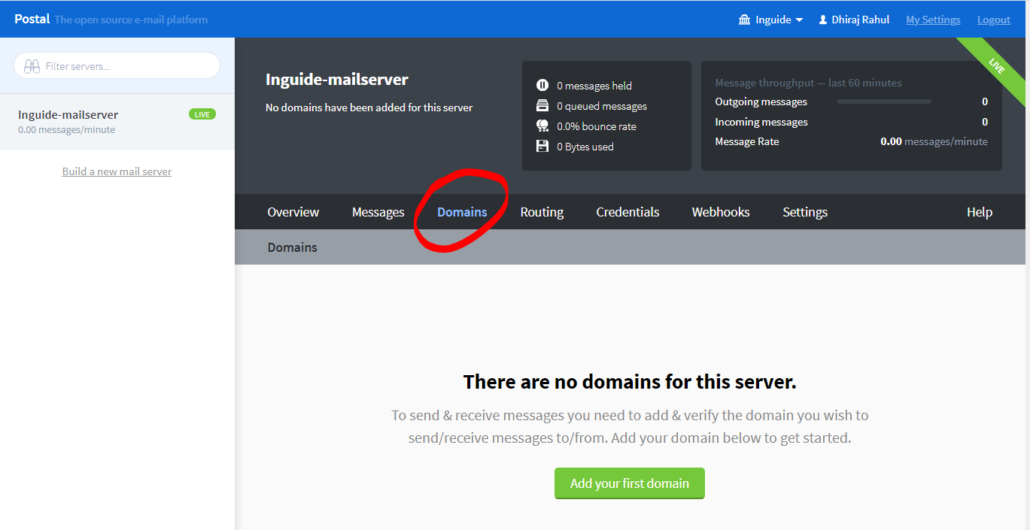 Postal The open source e-mail platform
Inguide
Dhiraj Rahul
My Settings
Logout
Filter servers...
Inguide-mailserver
LIVE
0.00 messages/minute
Build a new mail server
Inguide-mailserver
No domains have been added for this server
0 messages held
0 queued messages
0.0% bounce rate
0 Bytes used
Message throughput — last 60 minutes
Outgoing messages 0
Incoming messages 0
Message Rate 0.00 messages/minute
LIVE
Overview Messages Domains Routing Credentials Webhooks Settings Help
Domains
There are no domains for this server.
To send & receive messages you need to add & verify the domain you wish to
send/receive messages to/from. Add your domain below to get started.
Add your first domain